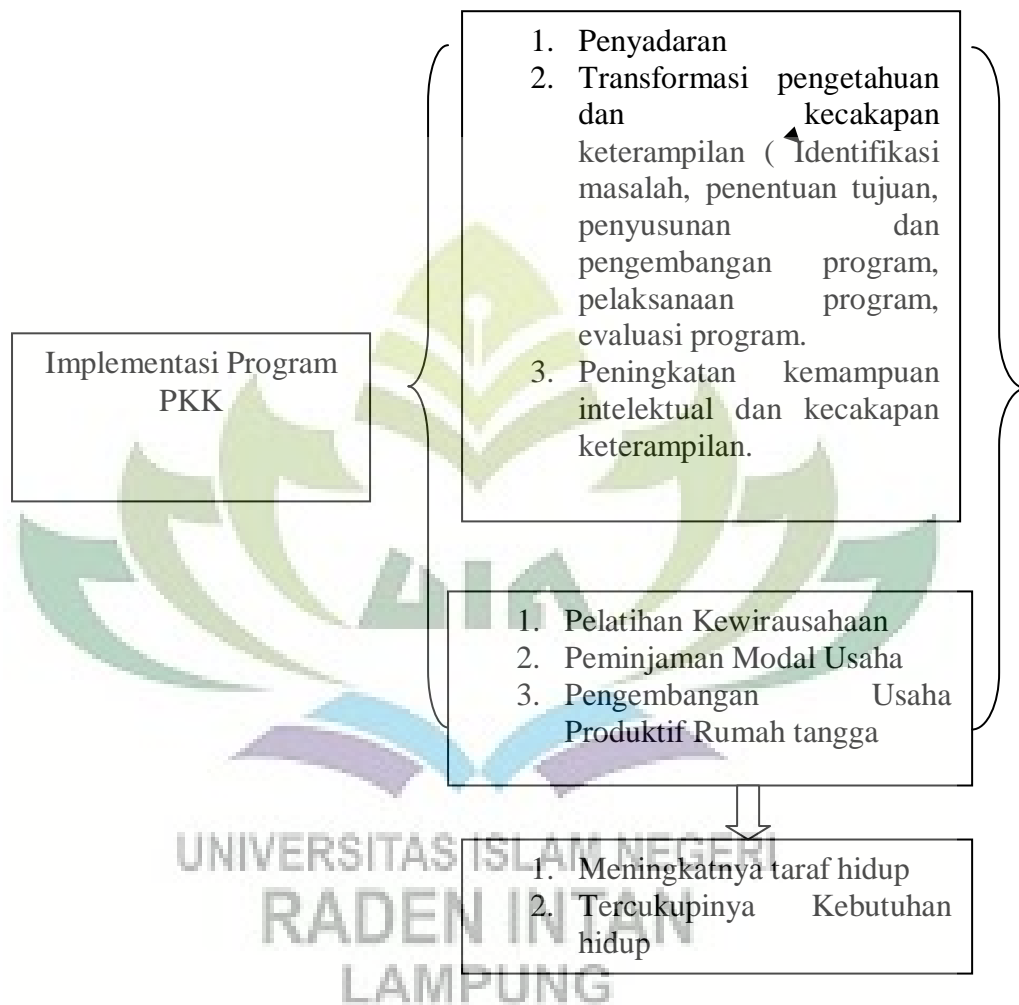 1. Penyadaran
2. Transformasi pengetahuan
dan kecakapan
keterampilan ( Identifikasi
masalah, penentuan tujuan,
penyusunan dan
pengembangan program,
pelaksanaan program,
evaluasi program.
3. Peningkatan kemampuan
intelektual dan kecakapan
keterampilan.
Implementasi Program
PKK
1. Pelatihan Kewirausahaan
2. Peminjaman Modal Usaha
3. Pengembangan Usaha
Produktif Rumah tangga
1. Meningkatnya taraf hidup
2. Tercukupinya Kebutuhan
hidup
UIN
UNIVERSITAS ISLAM NEGERI
RADEN INTAN
LAMPUNG